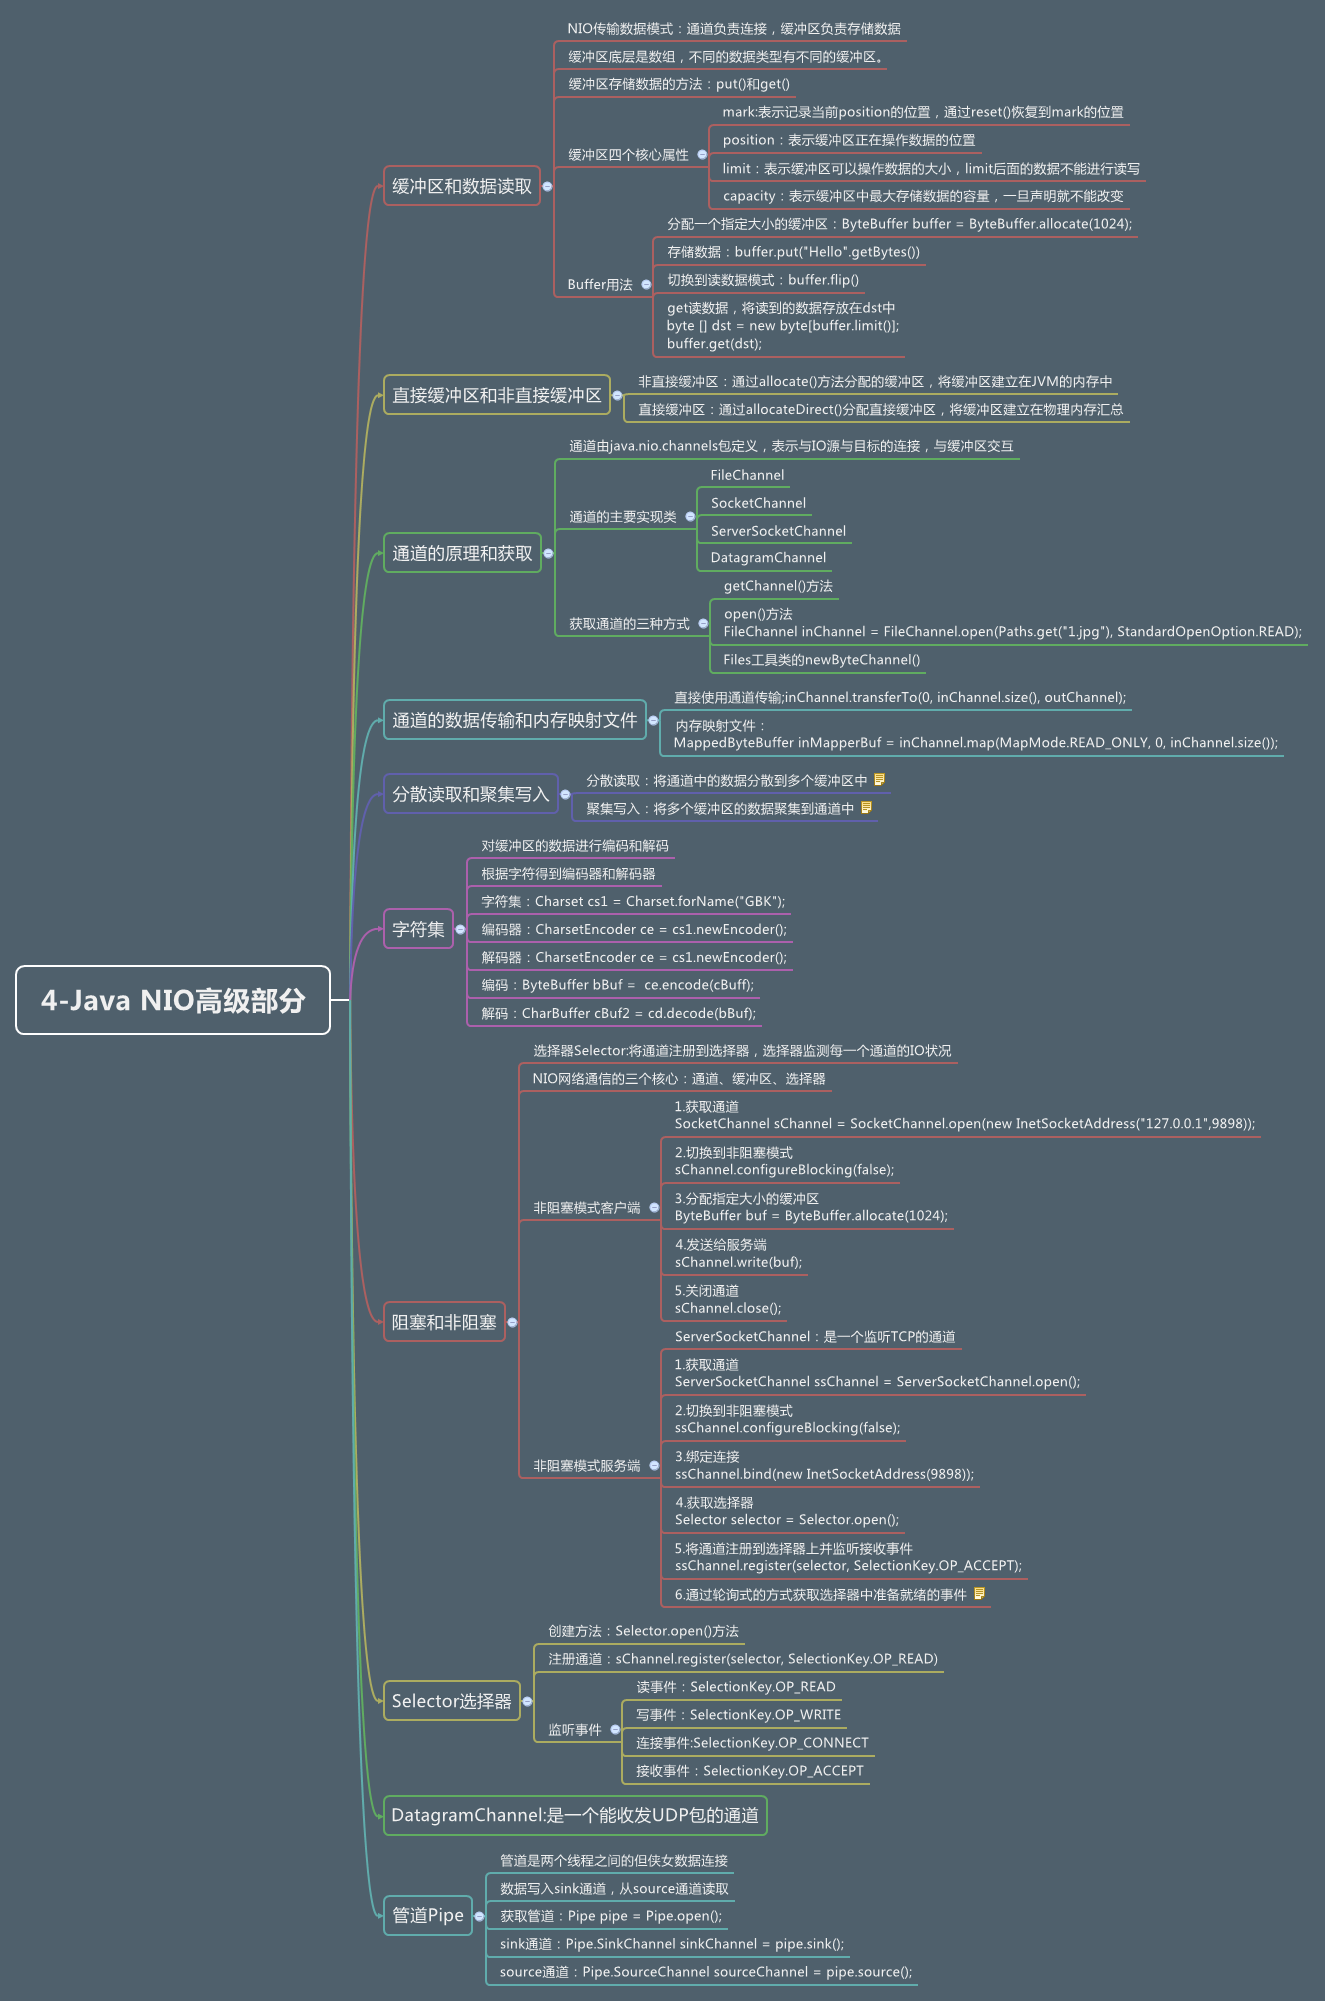 4-Java NIO高级部分
缓冲区和数据读取
NIO传输数据模式：通道负责连接，缓冲区负责存储数据
缓冲区底层是数组，不同的数据类型有不同的缓冲区。
缓冲区存储数据的方法：put()和get()
缓冲区四个核心属性
mark:表示记录当前position的位置，通过reset()恢复到mark的位置
position：表示缓冲区正在操作数据的位置
limit：表示缓冲区可以操作数据的大小，limit后面的数据不能进行读写
capacity：表示缓冲区中最大存储数据的容量，一旦声明就不能改变
Buffer用法
分配一个指定大小的缓冲区：ByteBuffer buffer = ByteBuffer.allocate(1024);
存储数据：buffer.put("Hello".getBytes())
切换到读数据模式：buffer.flip()
get读数据，将读到的数据存放在dst中
byte [] dst = new byte[buffer.limit()];
buffer.get(dst);
直接缓冲区和非直接缓冲区
非直接缓冲区：通过allocate()方法分配的缓冲区，将缓冲区建立在JVM的内存中
直接缓冲区：通过allocateDirect()分配直接缓冲区，将缓冲区建立在物理内存汇总
通道的原理和获取
通道由java.nio.channels包定义，表示与IO源与目标的连接，与缓冲区交互
通道的主要实现类
FileChannel
SocketChannel
ServerSocketChannel
DatagramChannel
获取通道的三种方式
getChannel()方法
open()方法
FileChannel inChannel = FileChannel.open(Paths.get("1.jpg"), StandardOpenOption.READ);
Files工具类的newByteChannel()
通道的数据传输和内存映射文件
直接使用通道传输;inChannel.transferTo(0, inChannel.size(), outChannel);
内存映射文件：
MappedByteBuffer inMapperBuf = inChannel.map(MapMode.READ_ONLY, 0, inChannel.size());
分散读取和聚集写入
分散读取：将通道中的数据分散到多个缓冲区中
聚集写入：将多个缓冲区的数据聚集到通道中
字符集
对缓冲区的数据进行编码和解码
根据字符得到编码器和解码器
字符集：Charset cs1 = Charset.forName("GBK");
编码器：CharsetEncoder ce = cs1.newEncoder();
解码器：CharsetEncoder ce = cs1.newEncoder();
编码：ByteBuffer bBuf =  ce.encode(cBuff);
解码：CharBuffer cBuf2 = cd.decode(bBuf);
阻塞和非阻塞
选择器Selector:将通道注册到选择器，选择器监测每一个通道的IO状况
NIO网络通信的三个核心：通道、缓冲区、选择器
非阻塞模式客户端
1.获取通道
SocketChannel sChannel = SocketChannel.open(new InetSocketAddress("127.0.0.1",9898));
2.切换到非阻塞模式
sChannel.configureBlocking(false);
3.分配指定大小的缓冲区
ByteBuffer buf = ByteBuffer.allocate(1024);
4.发送给服务端
sChannel.write(buf);
5.关闭通道
sChannel.close();
非阻塞模式服务端
ServerSocketChannel：是一个监听TCP的通道
1.获取通道
ServerSocketChannel ssChannel = ServerSocketChannel.open();
2.切换到非阻塞模式
ssChannel.configureBlocking(false);
3.绑定连接
ssChannel.bind(new InetSocketAddress(9898));
4.获取选择器
Selector selector = Selector.open();
5.将通道注册到选择器上并监听接收事件
ssChannel.register(selector, SelectionKey.OP_ACCEPT);
6.通过轮询式的方式获取选择器中准备就绪的事件
Selector选择器
创建方法：Selector.open()方法
注册通道：sChannel.register(selector, SelectionKey.OP_READ)
监听事件
读事件：SelectionKey.OP_READ
写事件：SelectionKey.OP_WRITE
连接事件:SelectionKey.OP_CONNECT
接收事件：SelectionKey.OP_ACCEPT
DatagramChannel:是一个能收发UDP包的通道
管道Pipe
管道是两个线程之间的但侠女数据连接
数据写入sink通道，从source通道读取
获取管道：Pipe pipe = Pipe.open();
sink通道：Pipe.SinkChannel sinkChannel = pipe.sink();
source通道：Pipe.SourceChannel sourceChannel = pipe.source();